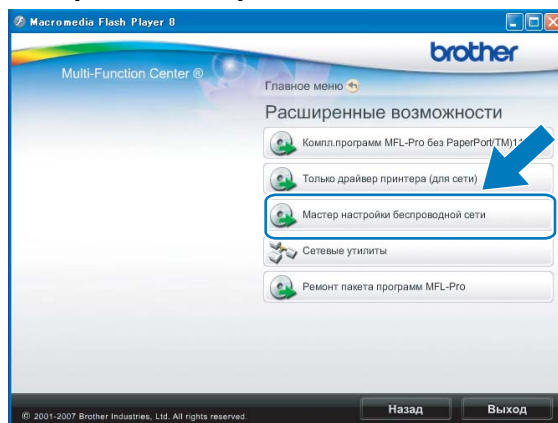 Macromedia Flash Player 8
brother
Multi-Function Center ®
Главное меню
Расширенные возможности
Компл.программ MFL-Pro без PaperPort(TM)11
Только драйвер принтера (для сети)
Мастер настройки беспроводной сети
Сетевые утилиты
Ремонт пакета программ MFL-Pro
© 2001-2007 Brother Industries, Ltd. All rights reserved.
Назад
Выход